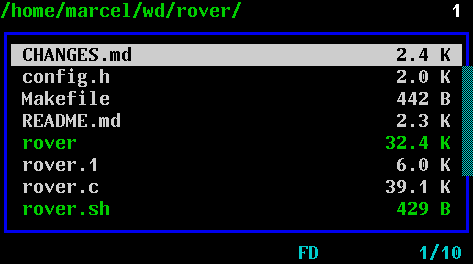 /home/marcel/wd/rover/ 1
CHANGES.md 2.4 K
config.h 2.0 K
Makefile 442 B
README.md 2.3 K
rover 32.4 K
rover.1 6.0 K
rover.c 39.1 K
rover.sh 429 B
FD 1/10